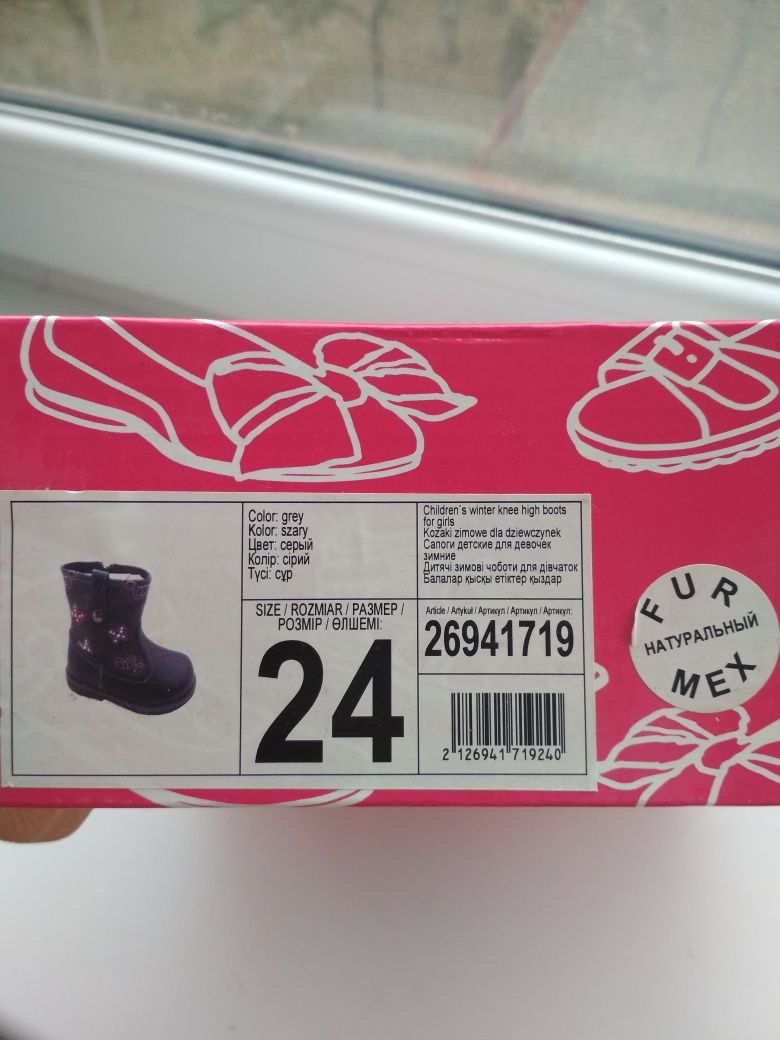 Color: grey
Kolor: szary
Цвет: серый
Колір: сірий
Түсі: сұр
Children`s winter knee high boots
for girls
Kozaki zimowe dla dziewczynek
Сапоги детские для девочек
зимние
Дитячі зимові чоботи для дівчаток
Балалар қысқы етіктер қыздар
SIZE / ROZMIAR / РАЗМЕР /
РОЗМІР / ӨЛШЕМІ:
24
Article / Artykuł / Артикул / Артикул / Артикул:
26941719
2 126941 719240
FUR
НАТУРАЛЬНЫЙ
МЕХ